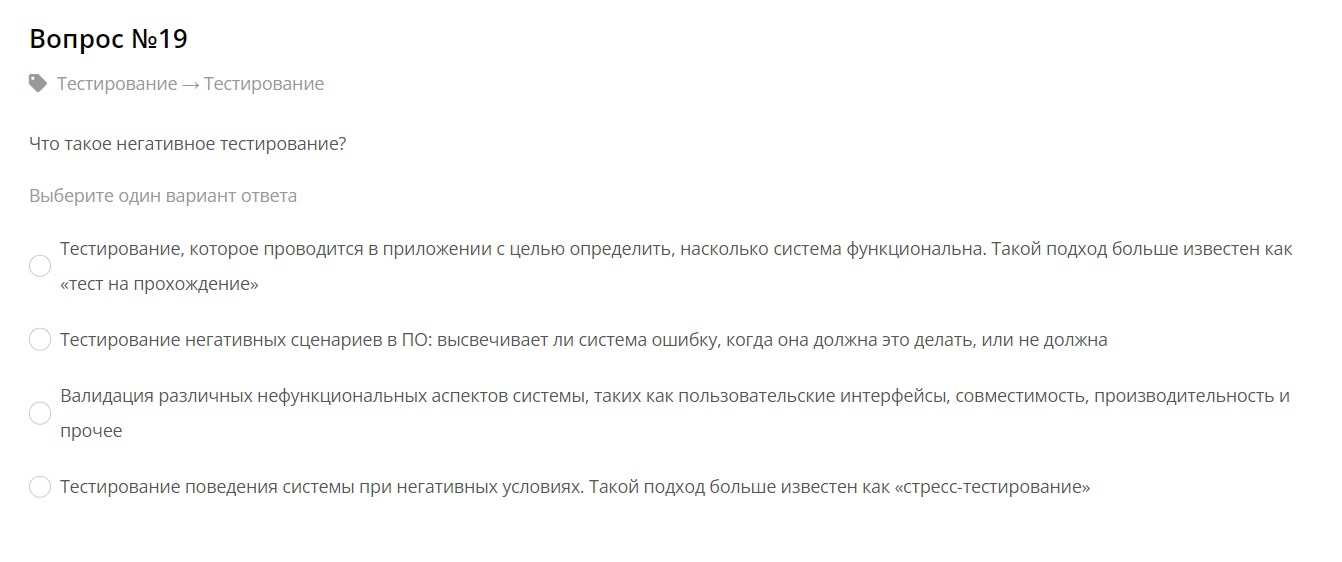 Вопрос №19
Тестирование → Тестирование
Что такое негативное тестирование?
Выберите один вариант ответа
Тестирование, которое проводится в приложении с целью определить, насколько система функциональна. Такой подход больше известен как
«тест на прохождение»
Тестирование негативных сценариев в ПО: высвечивает ли система ошибку, когда она должна это делать, или не должна
Валидация различных нефункциональных аспектов системы, таких как пользовательские интерфейсы, совместимость, производительность и
прочее
Тестирование поведения системы при негативных условиях. Такой подход больше известен как «стресс-тестирование»